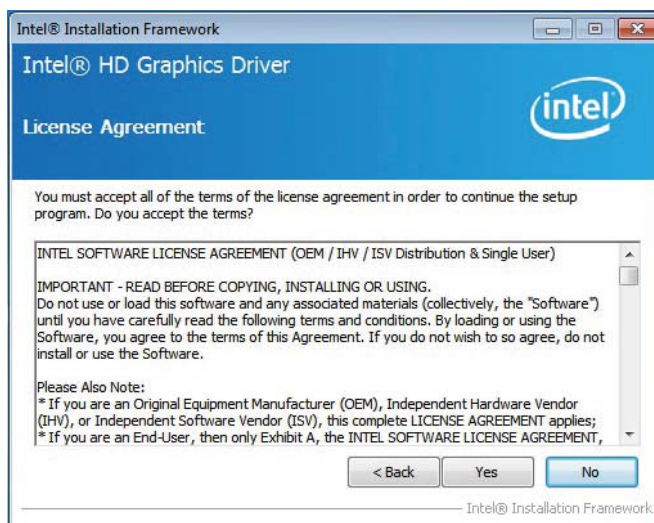 Intel® Installation Framework
Intel® HD Graphics Driver
intel
License Agreement
You must accept all of the terms of the license agreement in order to continue the setup
program. Do you accept the terms?
INTEL SOFTWARE LICENSE AGREEMENT (OEM / IHV / ISV Distribution & Single User)
IMPORTANT - READ BEFORE COPYING, INSTALLING OR USING.
Do not use or load this software and any associated materials (collectively, the "Software")
until you have carefully read the following terms and conditions. By loading or using the
Software, you agree to the terms of this Agreement. If you do not wish to so agree, do not
install or use the Software.
Please Also Note:
* If you are an Original Equipment Manufacturer (OEM), Independent Hardware Vendor
(IHV), or Independent Software Vendor (ISV), this complete LICENSE AGREEMENT applies;
* If you are an End-User, then only Exhibit A, the INTEL SOFTWARE LICENSE AGREEMENT,
< Back Yes No
Intel® Installation Framework